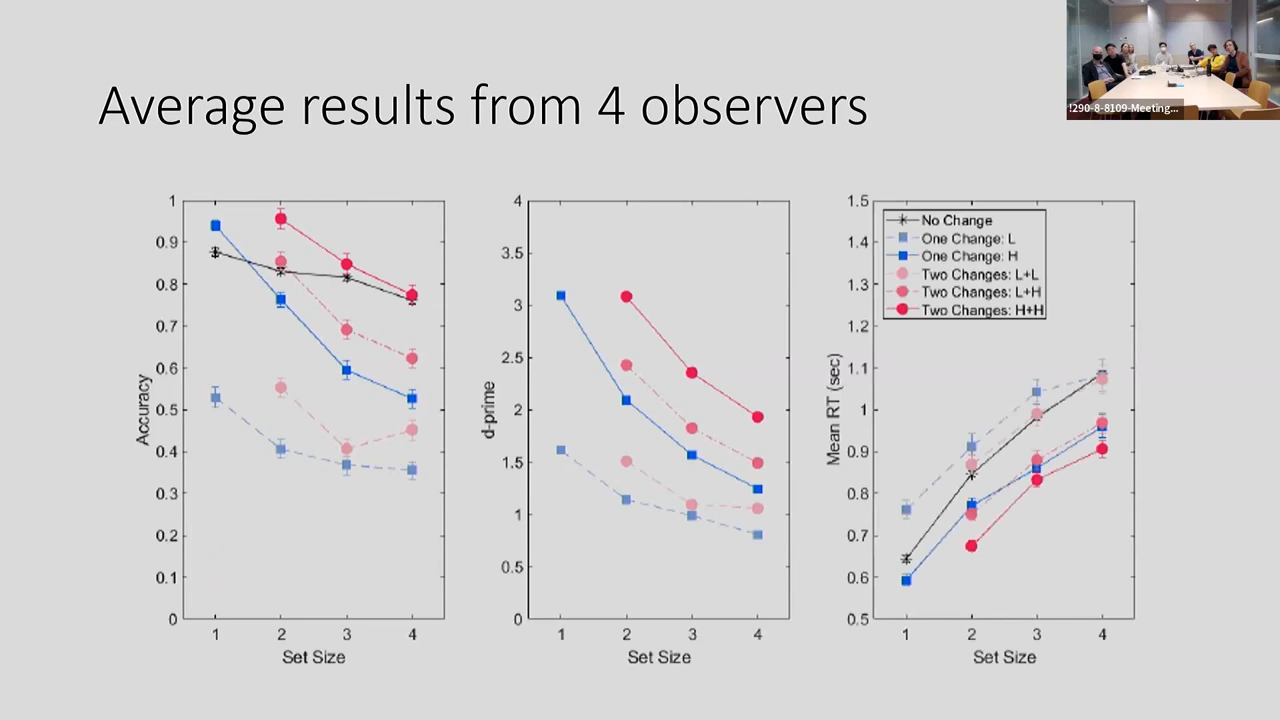 !290-8-8109-Meeting...
Average results from 4 observers
1
0.9
0.8
0.7
0.6
0.5
0.4
0.3
0.2
0.1
0
Accuracy
1 2 3 4
Set Size
4
3.5
3
2.5
2
1.5
1
0.5
0
d-prime
1 2 3 4
Set Size
1.5
1.4
1.3
1.2
1.1
1
0.9
0.8
0.7
0.6
0.5
Mean RT (sec)
No Change
One Change: L
One Change: H
Two Changes: L+L
Two Changes: L+H
Two Changes: H+H
1 2 3 4
Set Size